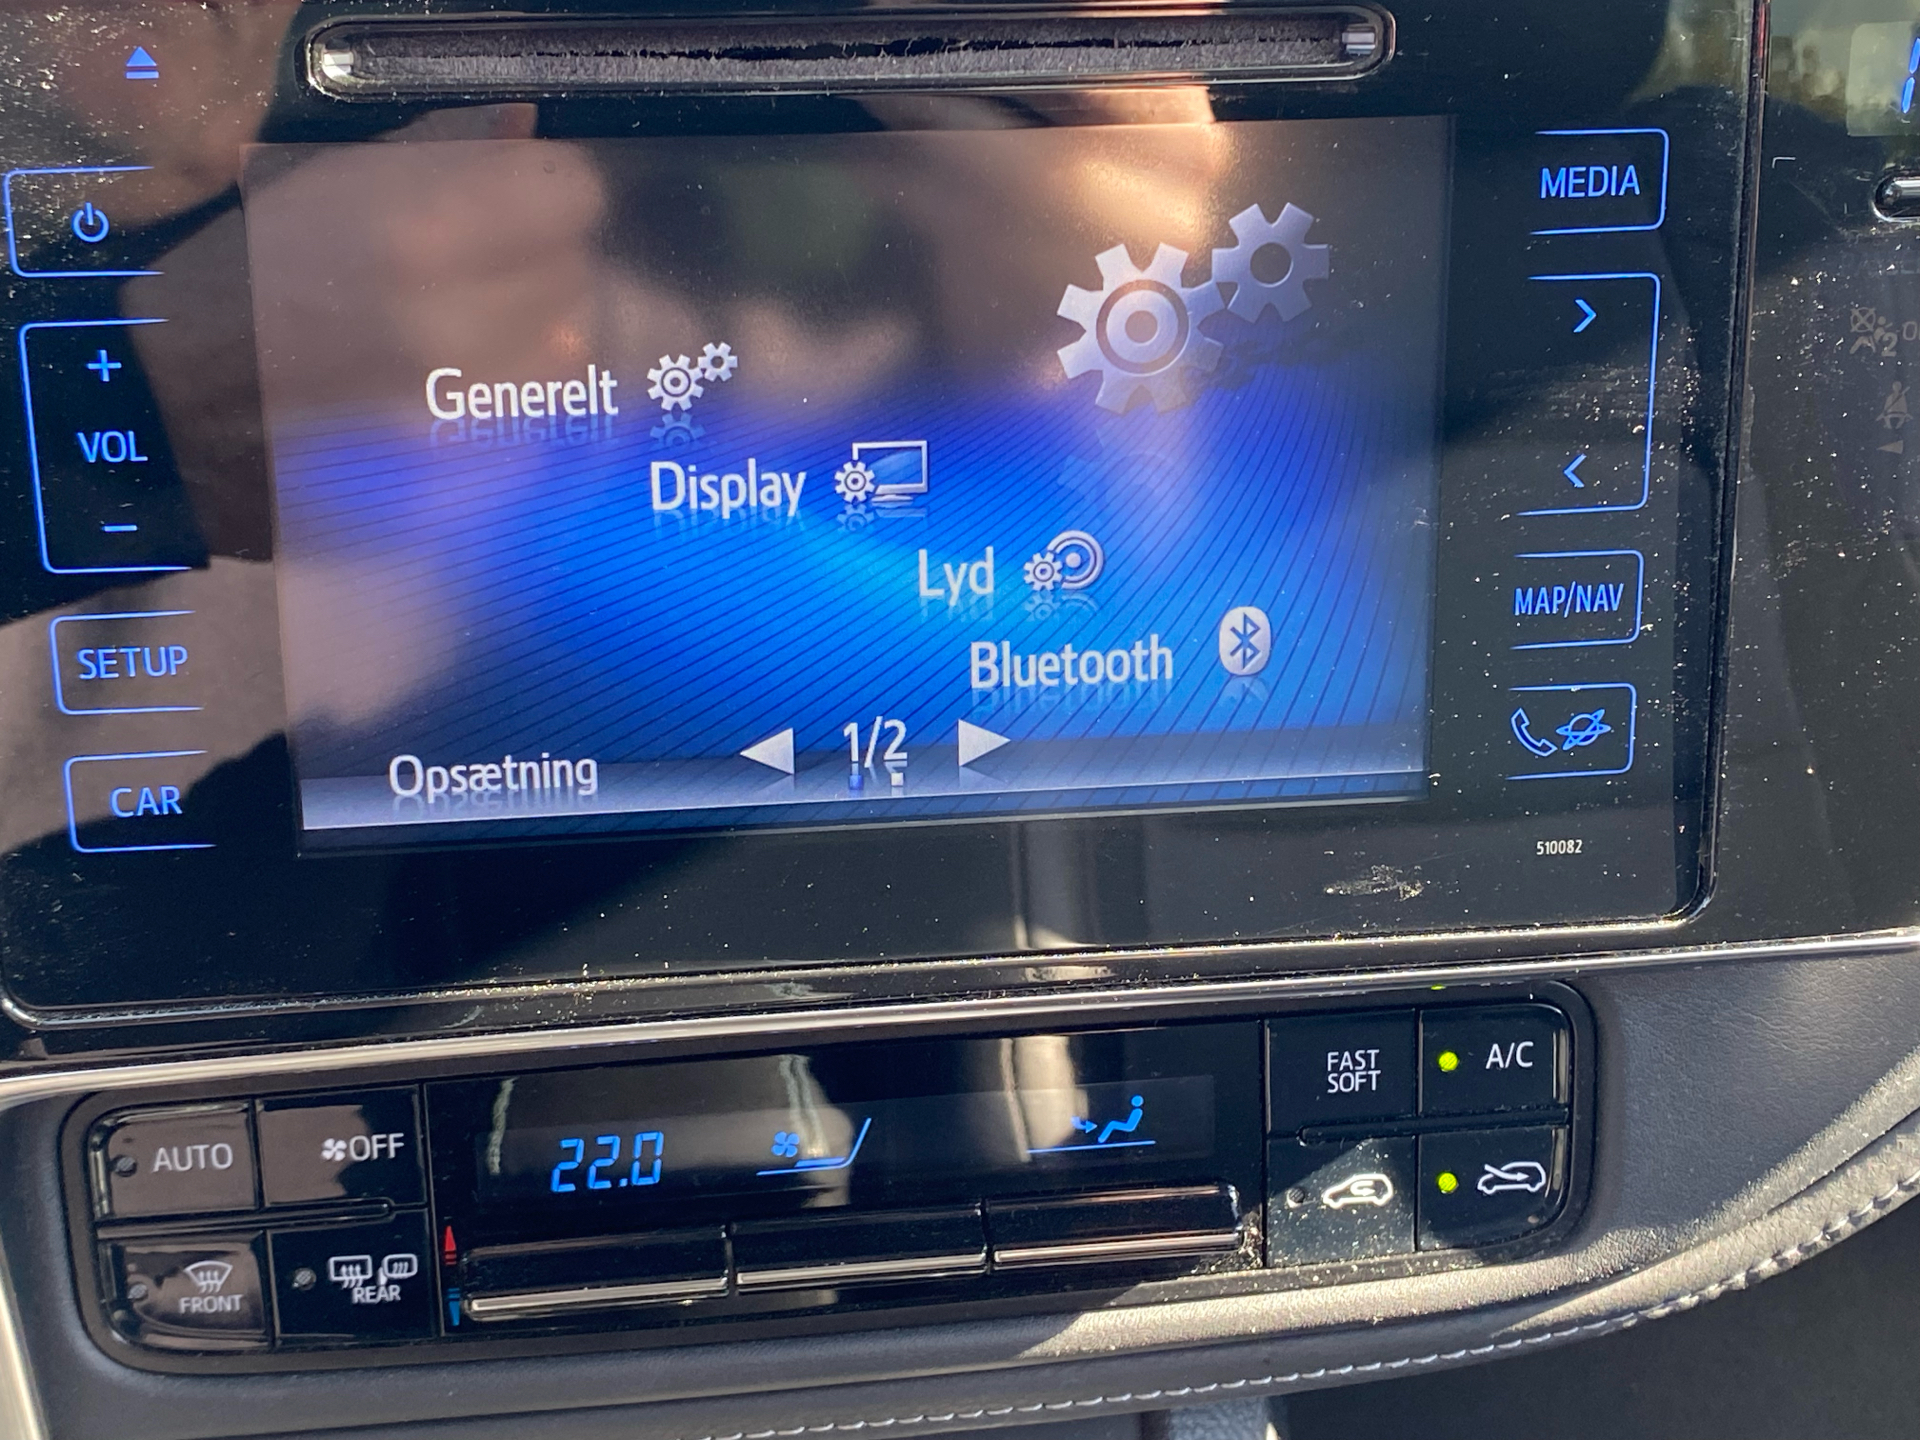 MEDIA
VOL
SETUP
CAR
MAP/NAV
Generelt
Display
Lyd
Bluetooth
Opsætning
1/2
510082
AUTO
OFF
FRONT
REAR
22.0
FAST
SOFT
A/C